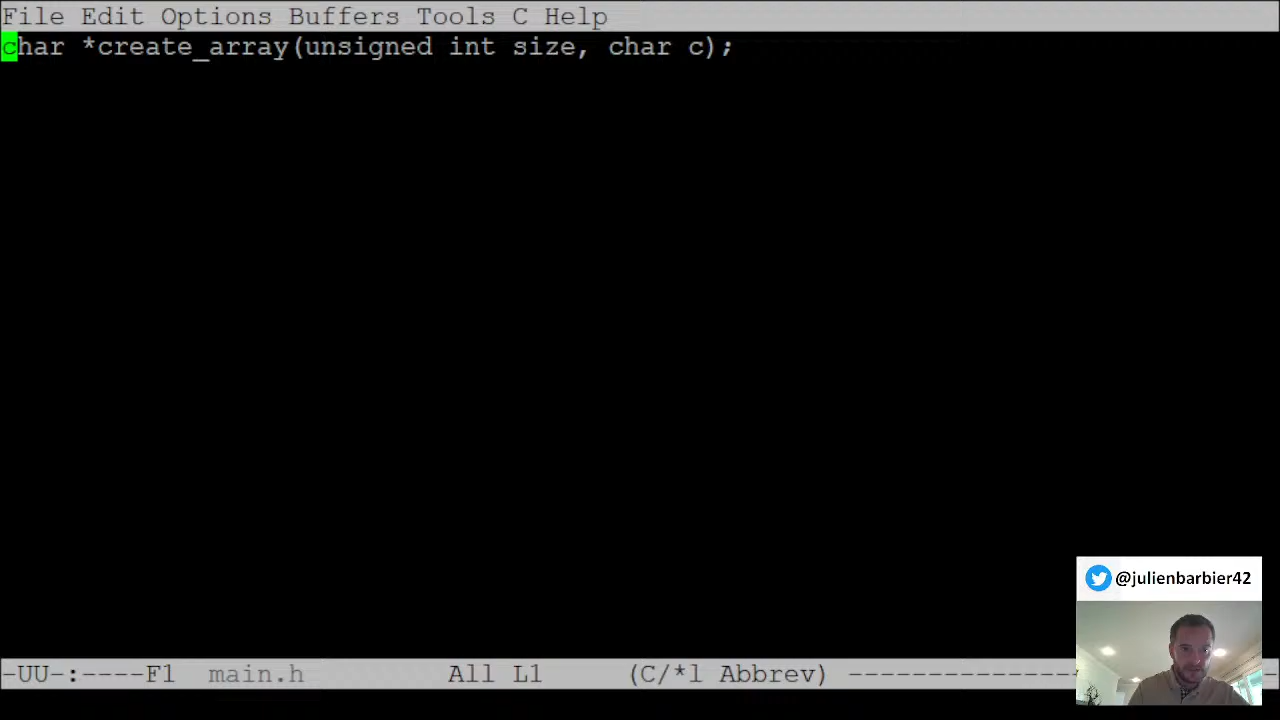 File Edit Options Buffers Tools C Help
char *create_array(unsigned int size, char c);
@julienbarbier42
-UU-:----F1  main.h         All L1     (C/*l Abbrev) ---------------